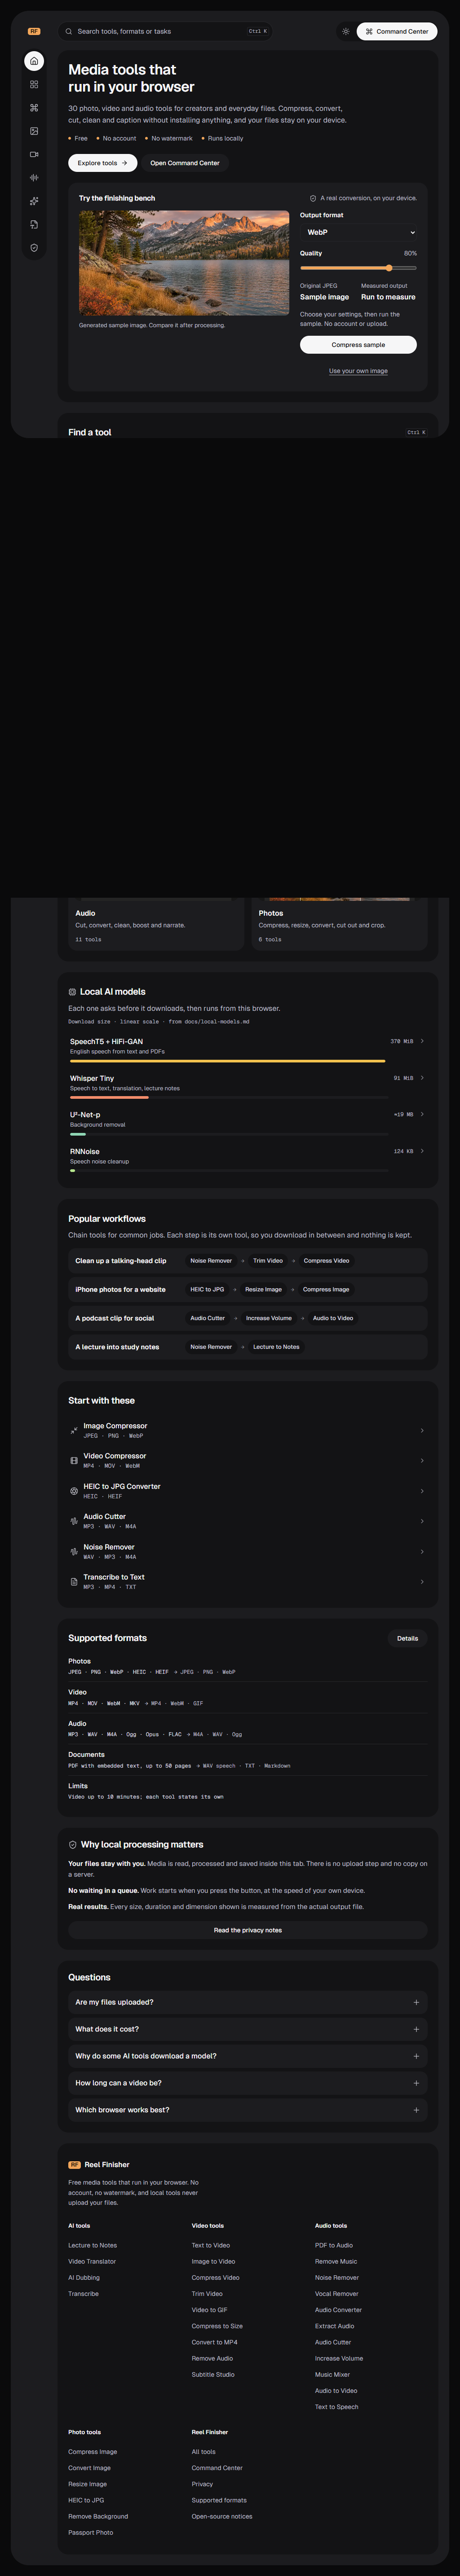 RF
Search tools, formats or tasks
Ctrl K
Command Center
Media tools that
run in your browser
30 photo, video and audio tools for creators and everyday files. Compress, convert,
cut, clean and caption without installing anything, and your files stay on your device.
Free
No account
No watermark
Runs locally
Explore tools
Open Command Center
Try the finishing bench
A real conversion, on your device.
Generated sample image. Compare it after processing.
Output format
WebP
Quality
80%
Original JPEG
Measured output
Sample image
Run to measure
Choose your settings, then run the
sample. No account or upload.
Compress sample
Use your own image
Find a tool
Ctrl K
Audio
Cut, convert, clean, boost and narrate.
11 tools
Photos
Compress, resize, convert, cut out and crop.
6 tools
Local AI models
Each one asks before it downloads, then runs from this browser.
Download size · linear scale · from docs/local-models.md
SpeechT5 + HiFi-GAN
370 MiB
English speech from text and PDFs
Whisper Tiny
91 MiB
Speech to text, translation, lecture notes
U²-Net-p
≈19 MB
Background removal
RNNoise
124 KB
Speech noise cleanup
Popular workflows
Chain tools for common jobs. Each step is its own tool, so you download in between and nothing is kept.
Clean up a talking-head clip
Noise Remover → Trim Video → Compress Video
iPhone photos for a website
HEIC to JPG → Resize Image → Compress Image
A podcast clip for social
Audio Cutter → Increase Volume → Audio to Video
A lecture into study notes
Noise Remover → Lecture to Notes
Start with these
Image Compressor
JPEG · PNG · WebP
Video Compressor
MP4 · MOV · WebM
HEIC to JPG Converter
HEIC · HEIF
Audio Cutter
MP3 · WAV · M4A
Noise Remover
WAV · MP3 · M4A
Transcribe to Text
MP3 · MP4 · TXT
Supported formats
Details
Photos
JPEG · PNG · WebP · HEIC · HEIF → JPEG · PNG · WebP
Video
MP4 · MOV · WebM · MKV → MP4 · WebM · GIF
Audio
MP3 · WAV · M4A · Ogg · Opus · FLAC → M4A · WAV · Ogg
Documents
PDF with embedded text, up to 50 pages → WAV speech · TXT · Markdown
Limits
Video up to 10 minutes; each tool states its own
Why local processing matters
Your files stay with you. Media is read, processed and saved inside this tab. There is no upload step and no copy on
a server.
No waiting in a queue. Work starts when you press the button, at the speed of your own device.
Real results. Every size, duration and dimension shown is measured from the actual output file.
Read the privacy notes
Questions
Are my files uploaded?
What does it cost?
Why do some AI tools download a model?
How long can a video be?
Which browser works best?
RF
Reel Finisher
Free media tools that run in your browser. No
account, no watermark, and local tools never
upload your files.
AI tools
Lecture to Notes
Video Translator
AI Dubbing
Transcribe
Video tools
Text to Video
Image to Video
Compress Video
Trim Video
Video to GIF
Compress to Size
Convert to MP4
Remove Audio
Subtitle Studio
Audio tools
PDF to Audio
Remove Music
Noise Remover
Vocal Remover
Audio Converter
Extract Audio
Audio Cutter
Increase Volume
Music Mixer
Audio to Video
Text to Speech
Photo tools
Compress Image
Convert Image
Resize Image
HEIC to JPG
Remove Background
Passport Photo
Reel Finisher
All tools
Command Center
Privacy
Supported formats
Open-source notices